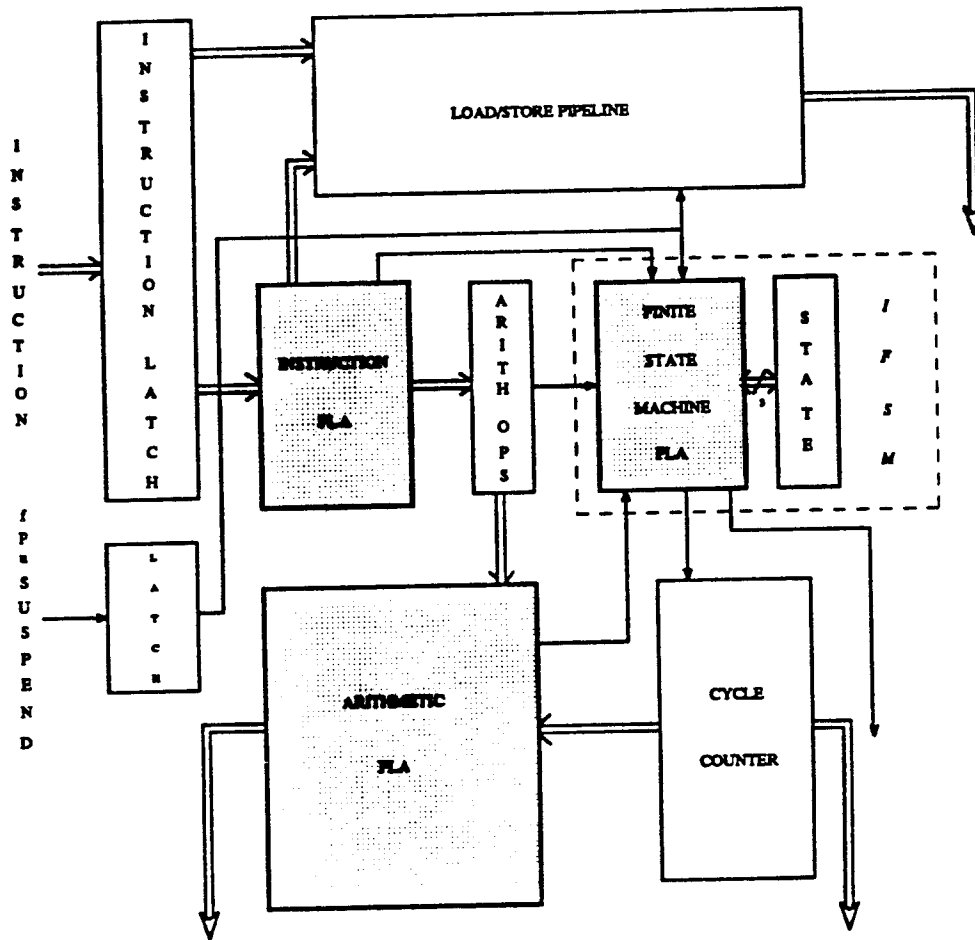 INSTRUCTION
INSTRUCTION LATCH
LOAD/STORE PIPELINE
INSTRUCTION
PLA
ARITH OPS
FINITE
STATE
MACHINE
PLA
STATE
IFSM
fpuSUSPEND
LATCH
ARITHMETIC
PLA
CYCLE
COUNTER